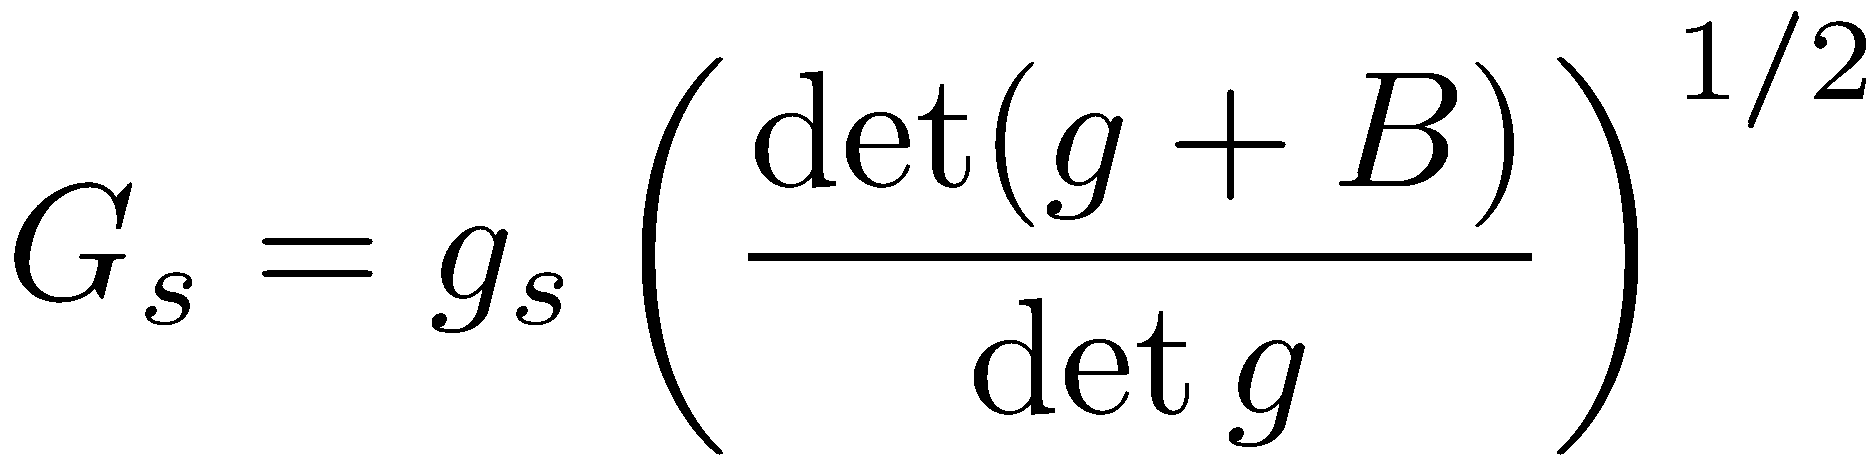 G_s = g_s \left( \frac{\det(g + B)}{\det g} \right)^{1/2}